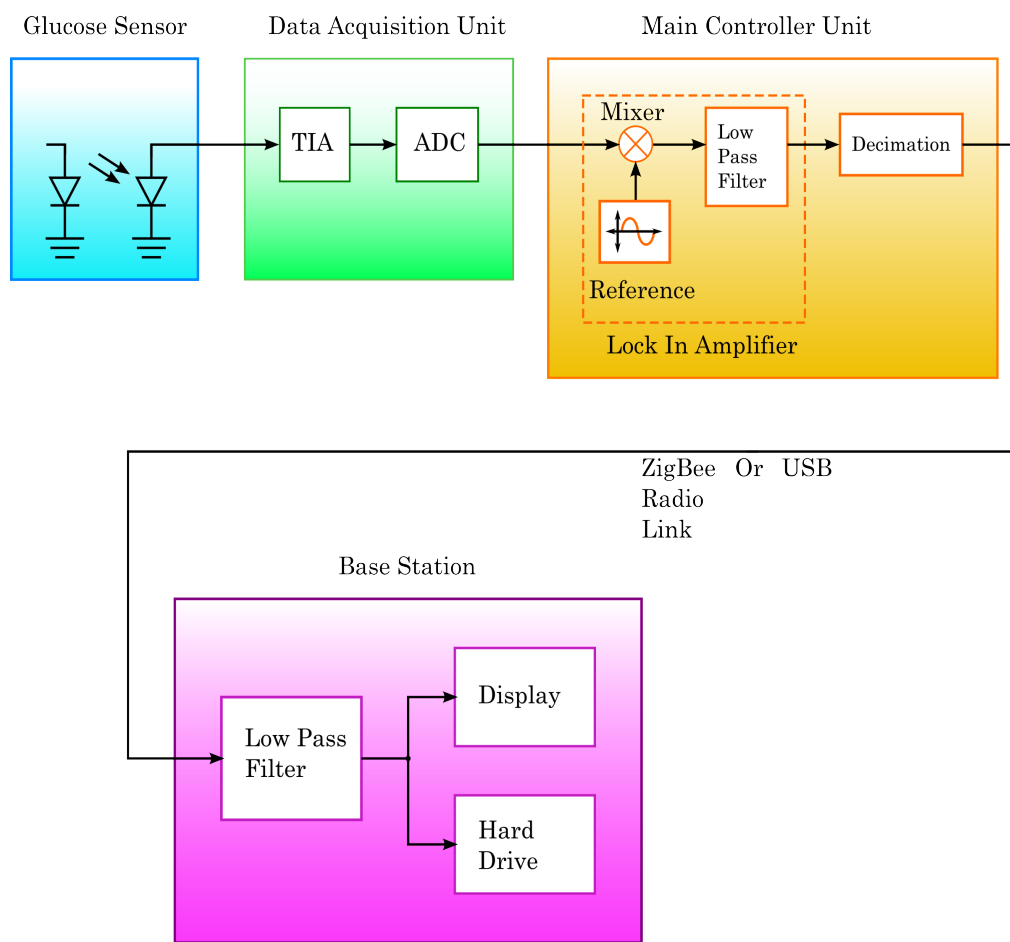 Glucose Sensor
Data Acquisition Unit
Main Controller Unit
TIA
ADC
Mixer
Low
Pass
Filter
Decimation
Reference
Lock In Amplifier
ZigBee Or USB
Radio
Link
Base Station
Low Pass
Filter
Display
Hard
Drive